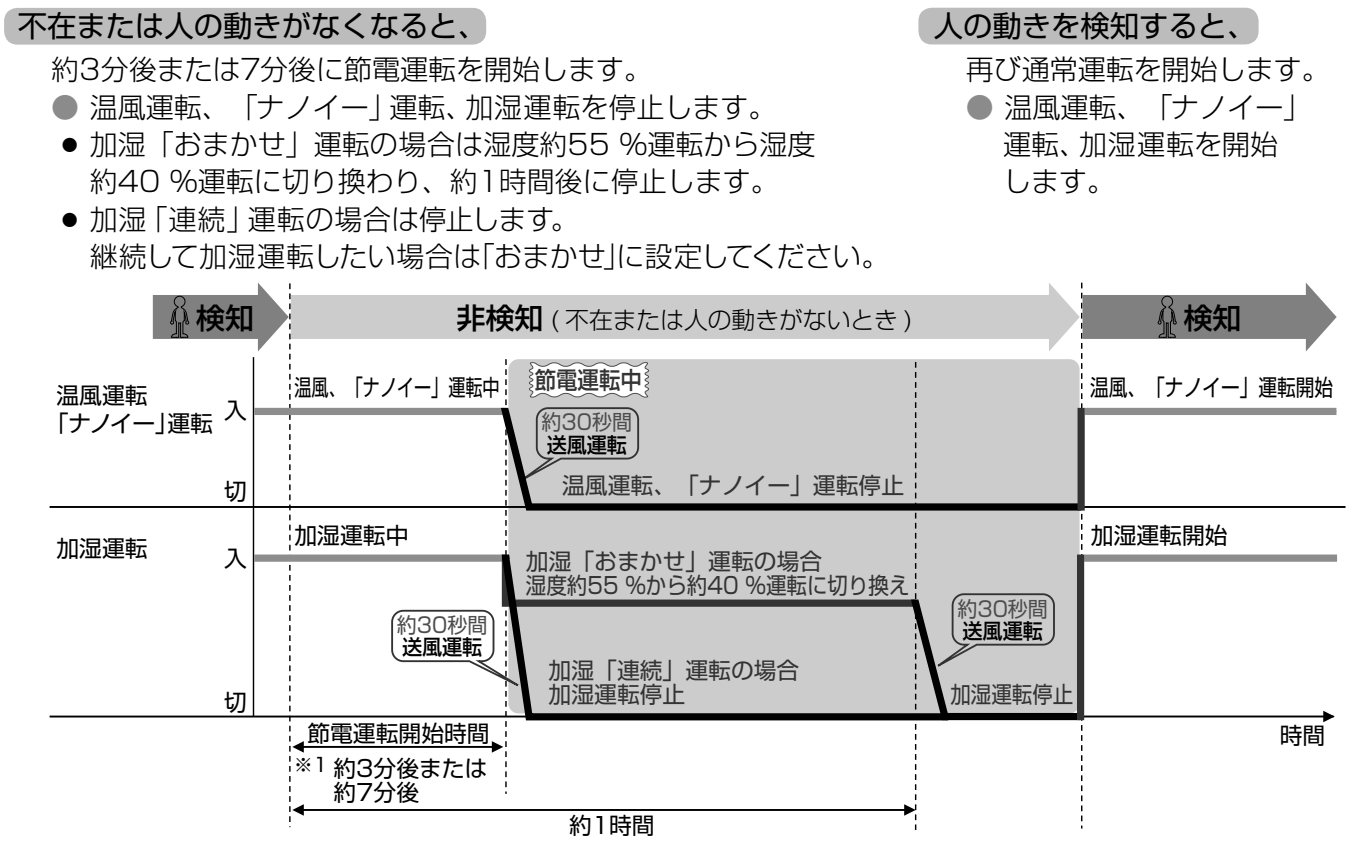 不在または人の動きがなくなると、
約3分後または7分後に節電運転を開始します。
● 温風運転、「ナノイー」運転、加湿運転を停止します。
● 加湿「おまかせ」運転の場合は湿度約55 %運転から湿度
約40 %運転に切り換わり、約1時間後に停止します。
● 加湿「連続」運転の場合は停止します。
継続して加湿運転したい場合は「おまかせ」に設定してください。
人の動きを検知すると、
再び通常運転を開始します。
● 温風運転、「ナノイー」
運転、加湿運転を開始
します。
検知
非検知 ( 不在または人の動きがないとき )
検知
温風運転
「ナノイー」運転
入
切
温風、「ナノイー」運転中
節電運転中
約30秒間
送風運転
温風運転、「ナノイー」運転停止
温風、「ナノイー」運転開始
加湿運転
入
切
加湿運転中
加湿「おまかせ」運転の場合
湿度約55 %から約40 %運転に切り換え
約30秒間
送風運転
加湿「連続」運転の場合
加湿運転停止
約30秒間
送風運転
加湿運転停止
加湿運転開始
時間
節電運転開始時間
※1 約3分後または
約7分後
約1時間